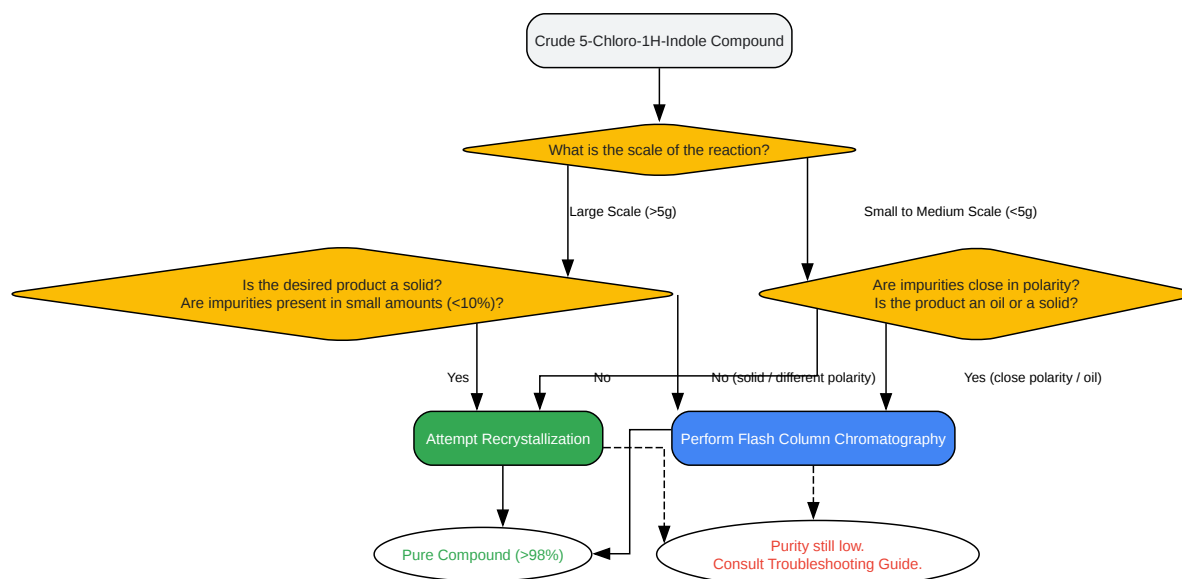 Crude 5-Chloro-1H-Indole Compound
What is the scale of the reaction?
Large Scale (>5g)
Small to Medium Scale (<5g)
Is the desired product a solid?
Are impurities present in small amounts (<10%)?
Are impurities close in polarity?
Is the product an oil or a solid?
Yes
No
No (solid / different polarity)
Yes (close polarity / oil)
Attempt Recrystallization
Perform Flash Column Chromatography
Pure Compound (>98%)
Purity still low.
Consult Troubleshooting Guide.